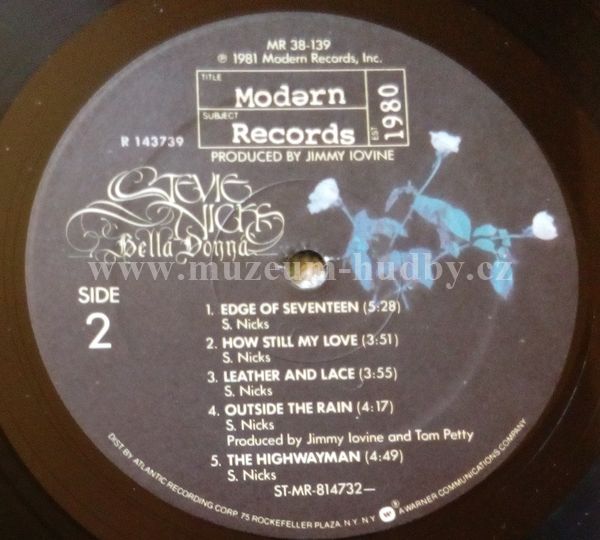 MR 38-139
℗ 1981 Modern Records, Inc.
TITLE
Modərn
SUBJECT
Records
EST. 1980
R 143739
PRODUCED BY JIMMY IOVINE
STEVIE
NICKS
Bella Donna
www.muzeum-hudby.cz
SIDE
2
1. EDGE OF SEVENTEEN (5:28)
S. Nicks
2. HOW STILL MY LOVE (3:51)
S. Nicks
3. LEATHER AND LACE (3:55)
S. Nicks
4. OUTSIDE THE RAIN (4:17)
S. Nicks
Produced by Jimmy Iovine and Tom Petty
5. THE HIGHWAYMAN (4:49)
S. Nicks
ST-MR-814732—
DIST. BY ATLANTIC RECORDING CORP. 75 ROCKEFELLER PLAZA, N.Y. N.Y. ® A WARNER COMMUNICATIONS COMPANY